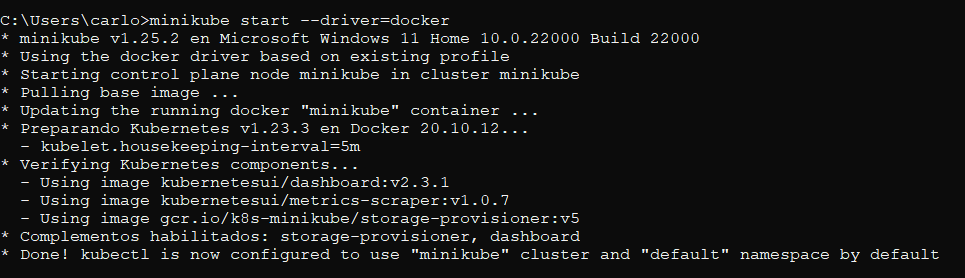 C:\Users\carlo>minikube start --driver=docker
* minikube v1.25.2 en Microsoft Windows 11 Home 10.0.22000 Build 22000
* Using the docker driver based on existing profile
* Starting control plane node minikube in cluster minikube
* Pulling base image ...
* Updating the running docker "minikube" container ...
* Preparando Kubernetes v1.23.3 en Docker 20.10.12...
  - kubelet.housekeeping-interval=5m
* Verifying Kubernetes components...
  - Using image kubernetesui/dashboard:v2.3.1
  - Using image kubernetesui/metrics-scraper:v1.0.7
  - Using image gcr.io/k8s-minikube/storage-provisioner:v5
* Complementos habilitados: storage-provisioner, dashboard
* Done! kubectl is now configured to use "minikube" cluster and "default" namespace by default